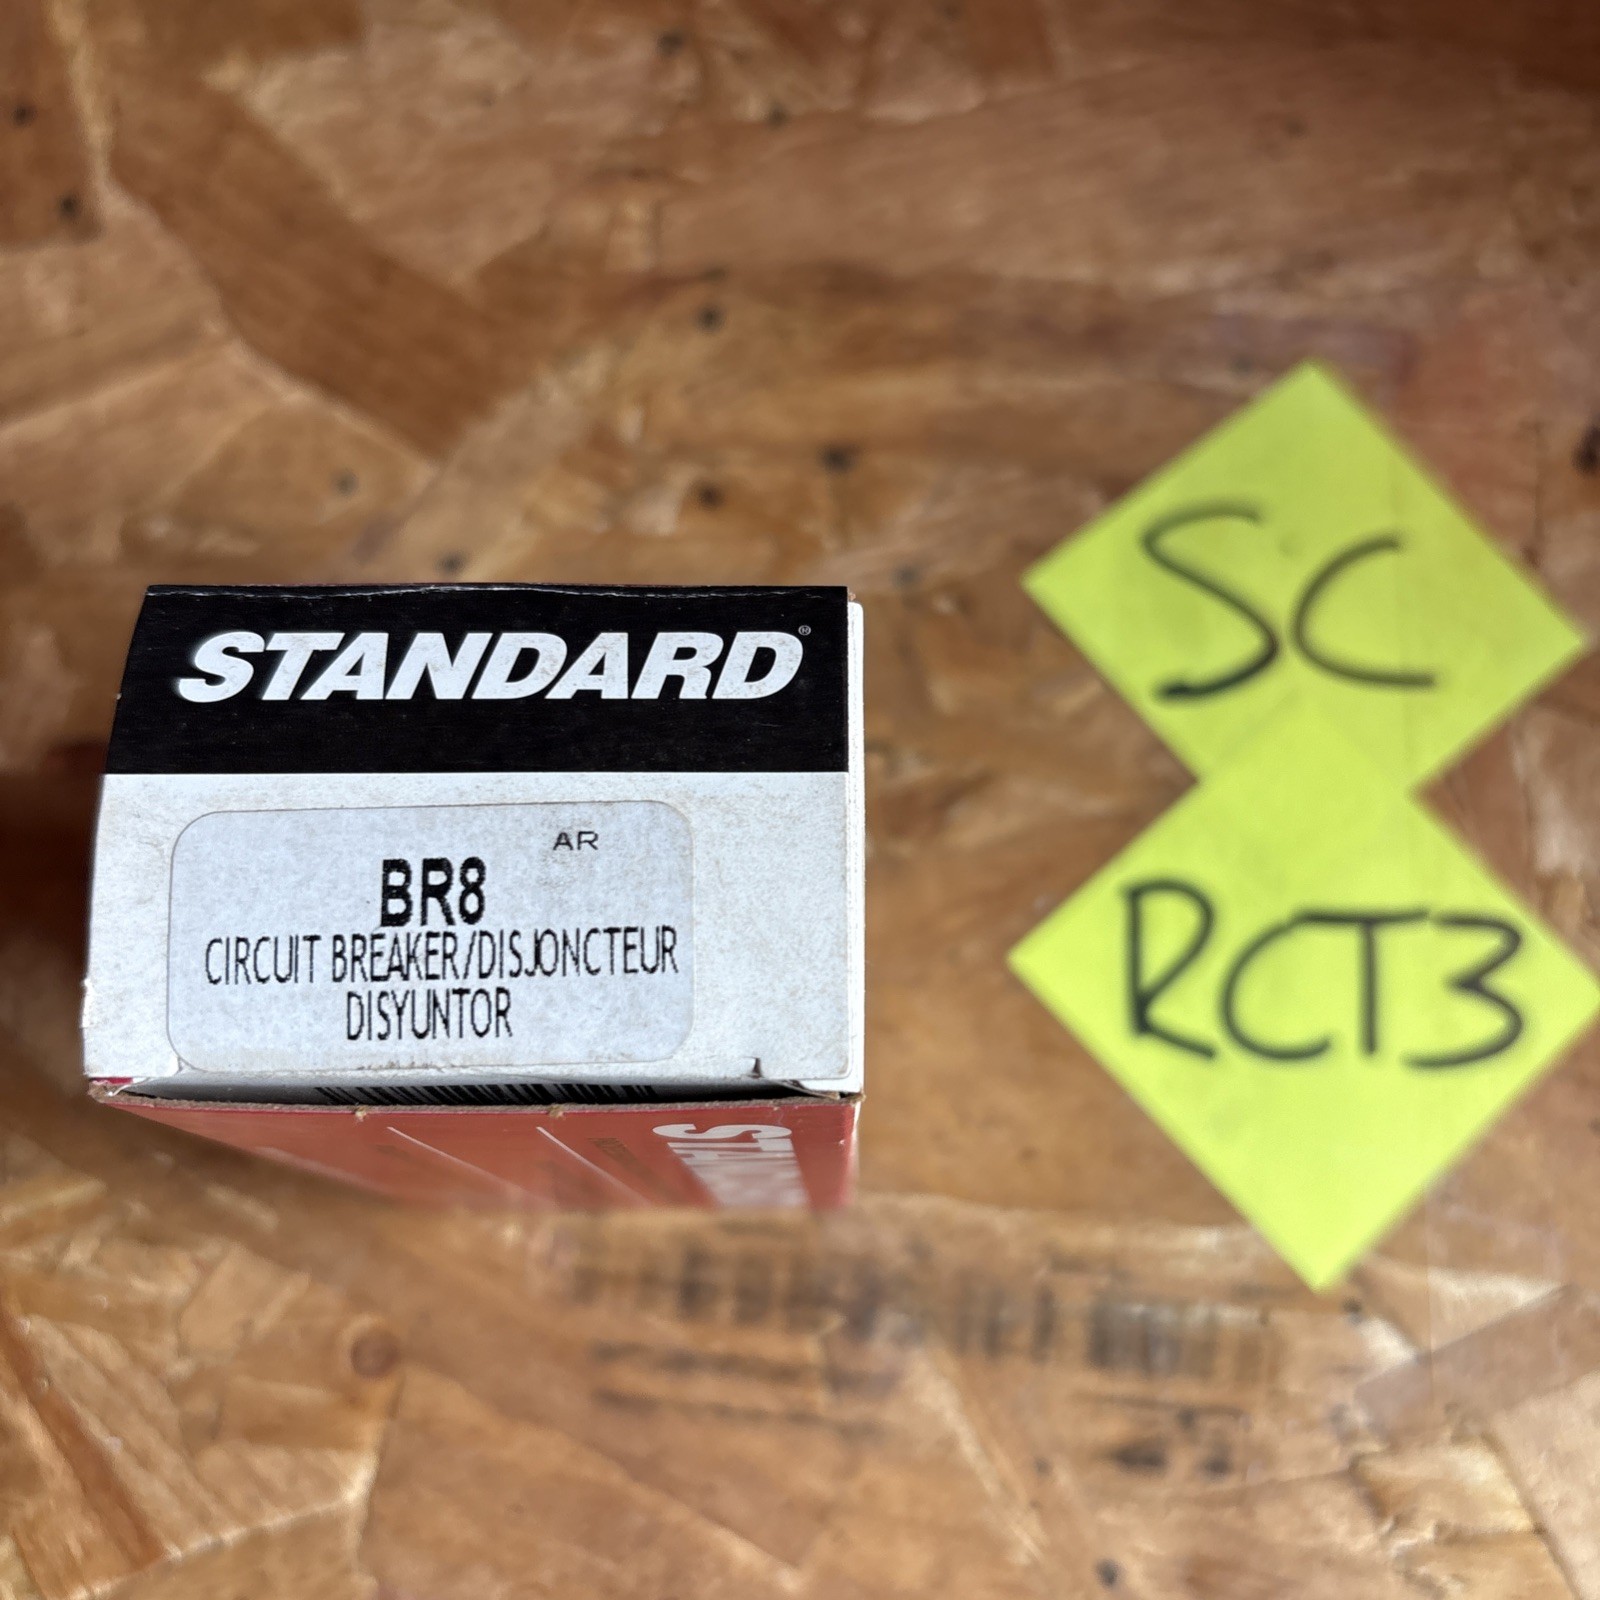 STANDARD®
AR
BR8
CIRCUIT BREAKER/DISJONCTEUR
DISYUNTOR
SC
RCT3